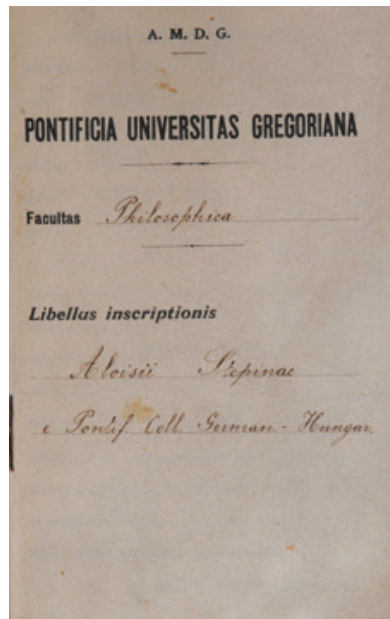 A. M. D. G.
PONTIFICIA UNIVERSITAS GREGORIANA
Facultas Philosophica
Libellus inscriptionis
Aloisii Stepinac
e Pontif. Coll. German.-Hungar.